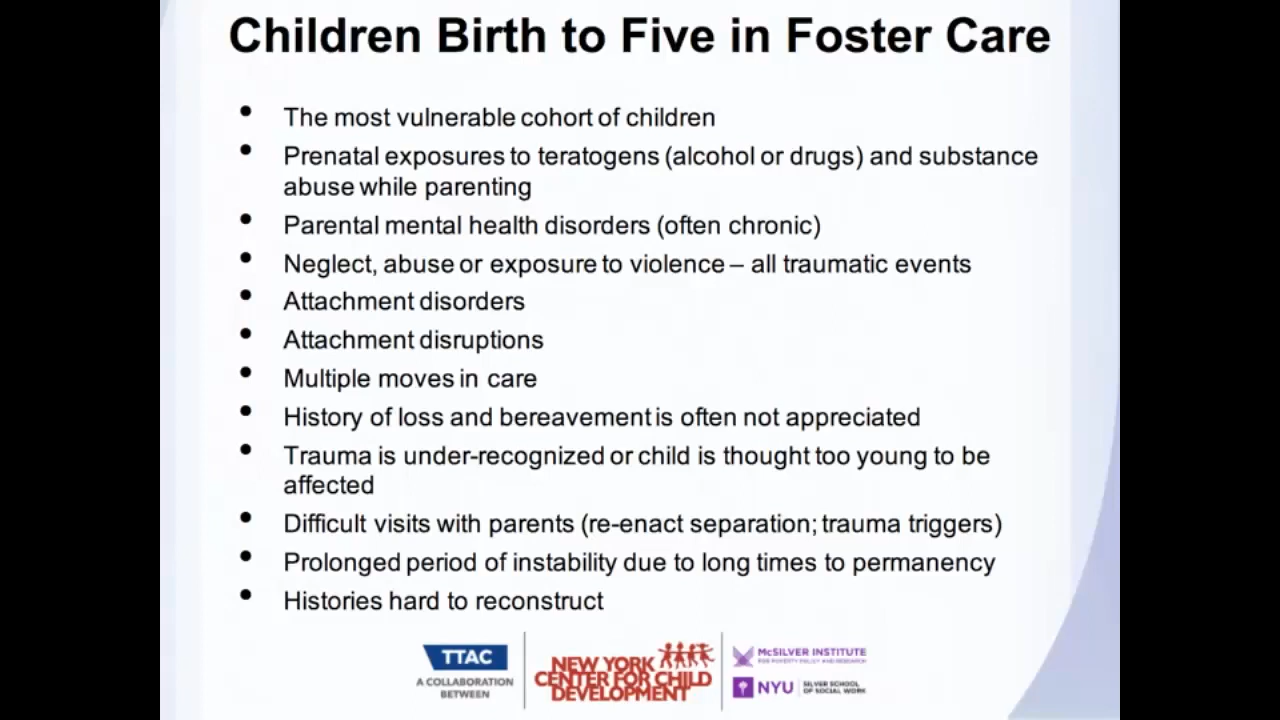 Children Birth to Five in Foster Care
• The most vulnerable cohort of children
• Prenatal exposures to teratogens (alcohol or drugs) and substance
abuse while parenting
• Parental mental health disorders (often chronic)
• Neglect, abuse or exposure to violence – all traumatic events
• Attachment disorders
• Attachment disruptions
• Multiple moves in care
• History of loss and bereavement is often not appreciated
• Trauma is under-recognized or child is thought too young to be
affected
• Difficult visits with parents (re-enact separation; trauma triggers)
• Prolonged period of instability due to long times to permanency
• Histories hard to reconstruct
TTAC
A COLLABORATION
BETWEEN
NEW YORK
CENTER FOR CHILD
DEVELOPMENT
McSILVER INSTITUTE
FOR POVERTY POLICY AND RESEARCH
NYU
SILVER SCHOOL
OF SOCIAL WORK